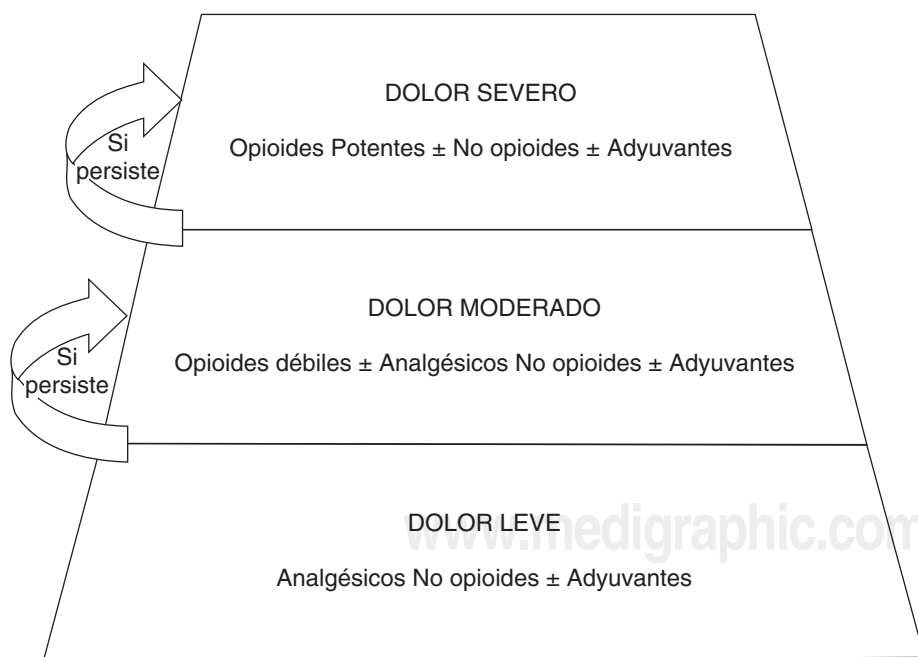 DOLOR SEVERO
Opioides Potentes ± No opioides ± Adyuvantes
Si
persiste
DOLOR MODERADO
Opioides débiles ± Analgésicos No opioides ± Adyuvantes
Si
persiste
DOLOR LEVE
www.medigraphic.com
Analgésicos No opioides ± Adyuvantes